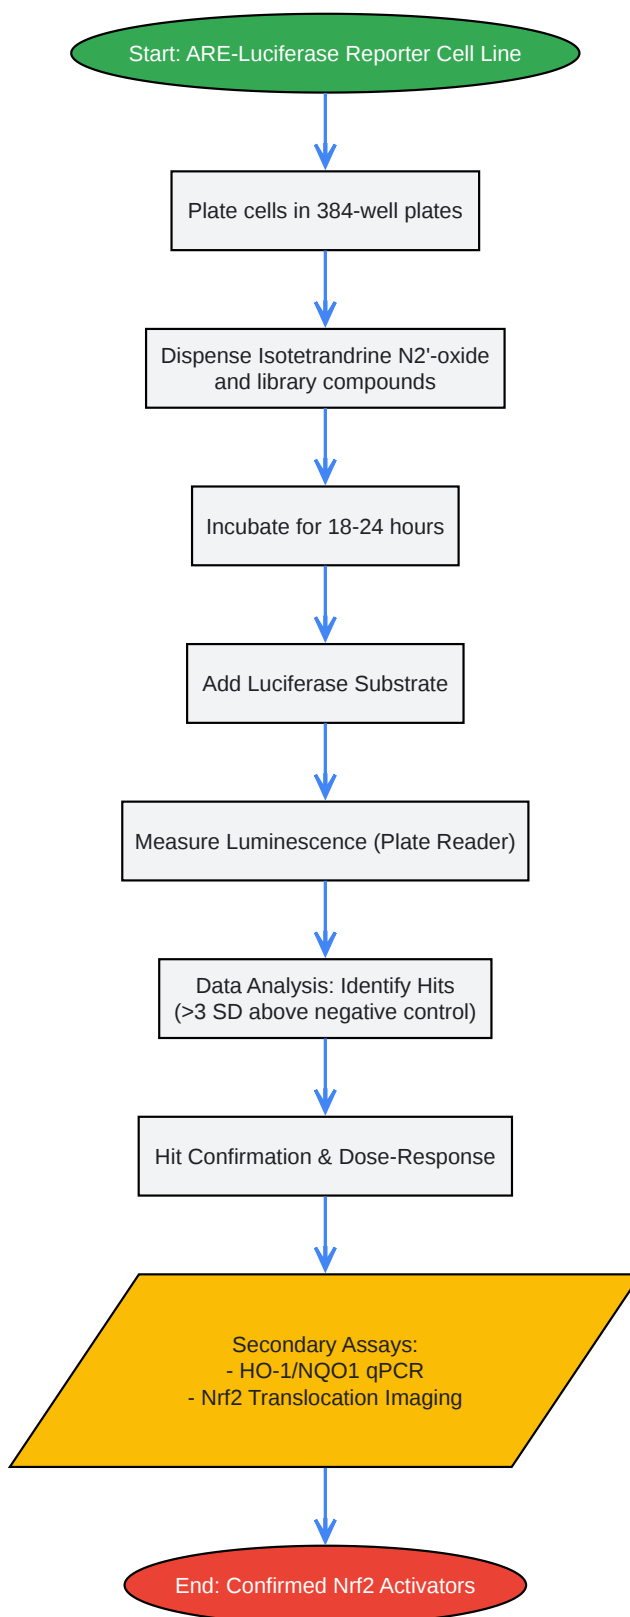 Start: ARE-Luciferase Reporter Cell Line
Plate cells in 384-well plates
Dispense Isotetrandrine N2'-oxide
and library compounds
Incubate for 18-24 hours
Add Luciferase Substrate
Measure Luminescence (Plate Reader)
Data Analysis: Identify Hits
(>3 SD above negative control)
Hit Confirmation & Dose-Response
Secondary Assays:
- HO-1/NQO1 qPCR
- Nrf2 Translocation Imaging
End: Confirmed Nrf2 Activators